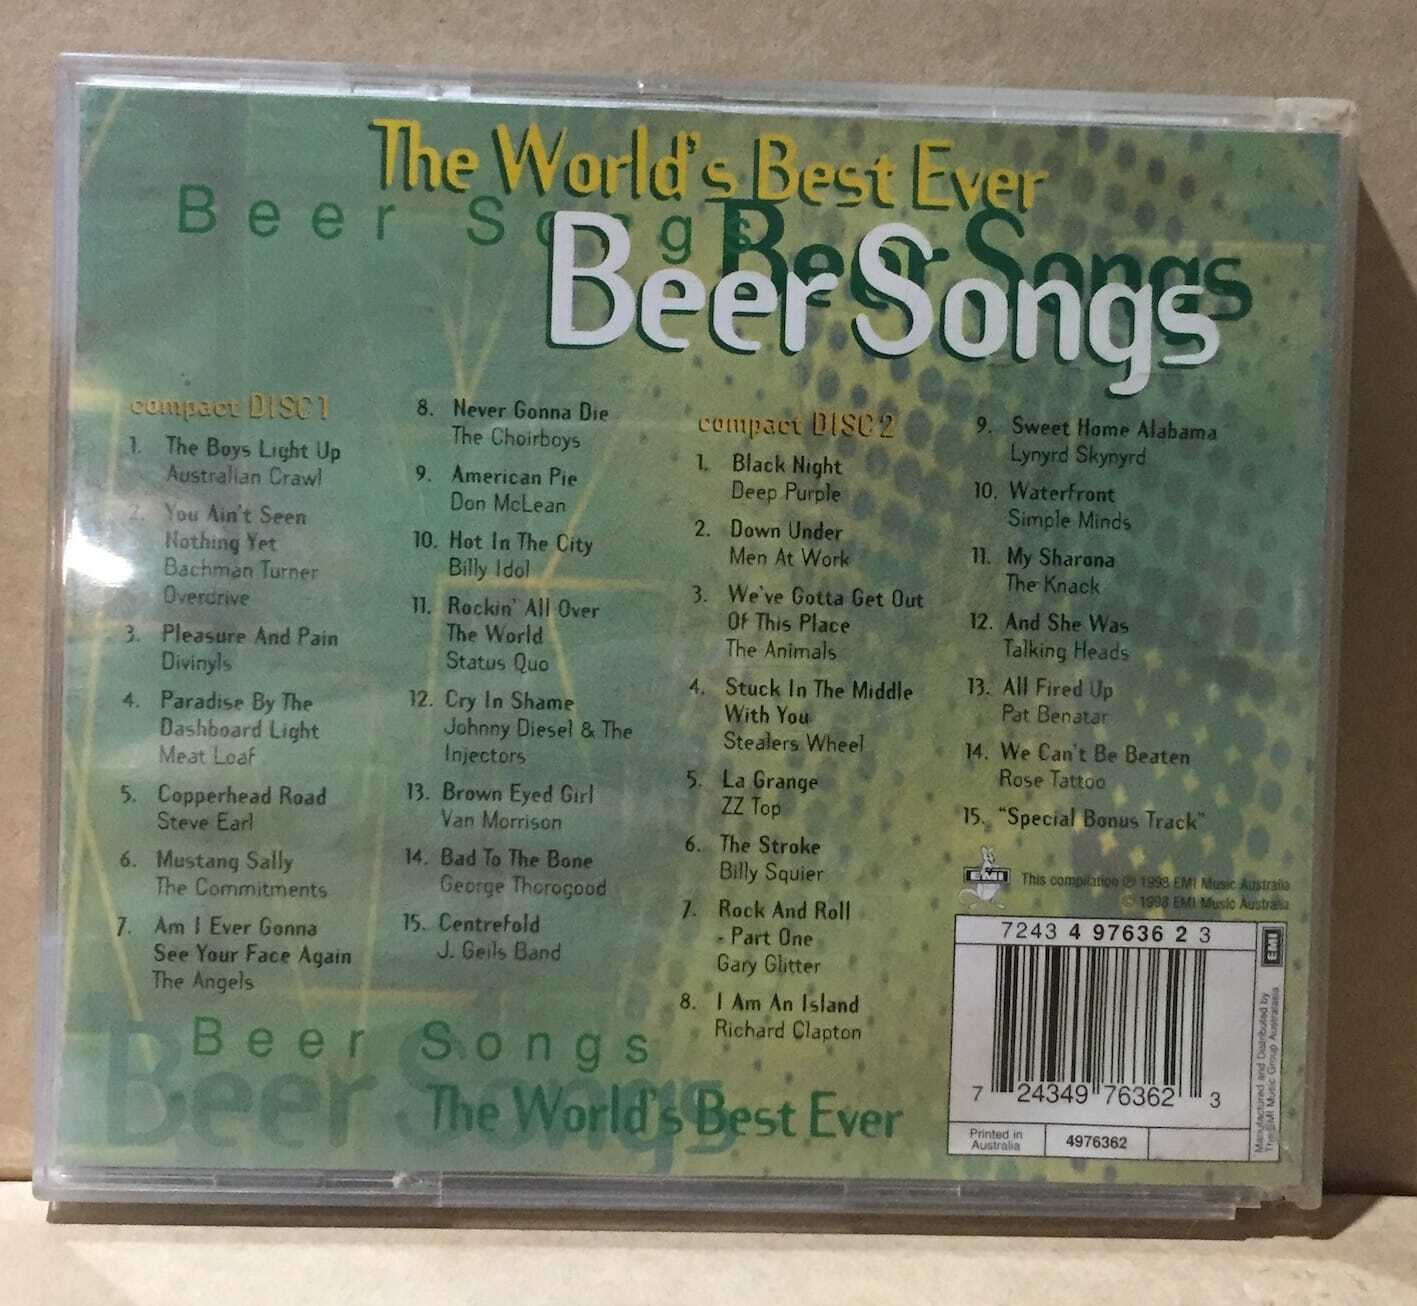 The World's Best Ever
Beer Songs
Beer Songs
Beer Songs
compact DISC 1
1. The Boys Light Up
Australian Crawl
2. You Ain't Seen
Nothing Yet
Bachman Turner
Overdrive
3. Pleasure And Pain
Divinyls
4. Paradise By The
Dashboard Light
Meat Loaf
5. Copperhead Road
Steve Earl
6. Mustang Sally
The Commitments
7. Am I Ever Gonna
See Your Face Again
The Angels
8. Never Gonna Die
The Choirboys
9. American Pie
Don McLean
10. Hot In The City
Billy Idol
11. Rockin' All Over
The World
Status Quo
12. Cry In Shame
Johnny Diesel & The
Injectors
13. Brown Eyed Girl
Van Morrison
14. Bad To The Bone
George Thorogood
15. Centrefold
J. Geils Band
compact DISC 2
1. Black Night
Deep Purple
2. Down Under
Men At Work
3. We've Gotta Get Out
Of This Place
The Animals
4. Stuck In The Middle
With You
Stealers Wheel
5. La Grange
ZZ Top
6. The Stroke
Billy Squier
7. Rock And Roll
- Part One
Gary Glitter
8. I Am An Island
Richard Clapton
9. Sweet Home Alabama
Lynyrd Skynyrd
10. Waterfront
Simple Minds
11. My Sharona
The Knack
12. And She Was
Talking Heads
13. All Fired Up
Pat Benatar
14. We Can't Be Beaten
Rose Tattoo
15. "Special Bonus Track"
EMI
This compilation ℗ 1998 EMI Music Australia
© 1998 EMI Music Australia
7243 4 97636 2 3
EMI
Manufactured and Distributed by
The EMI Music Group Australasia
7 24349 76362 3
Printed in
Australia
4976362
Beer Songs
Beer Songs
The World's Best Ever